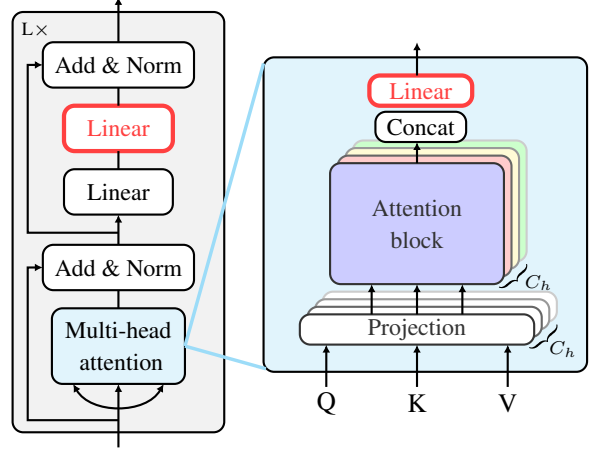 L×
Add & Norm
Linear
Linear
Add & Norm
Multi-head
attention
Linear
Concat
Attention
block
C_h
Projection
C_h
Q K V